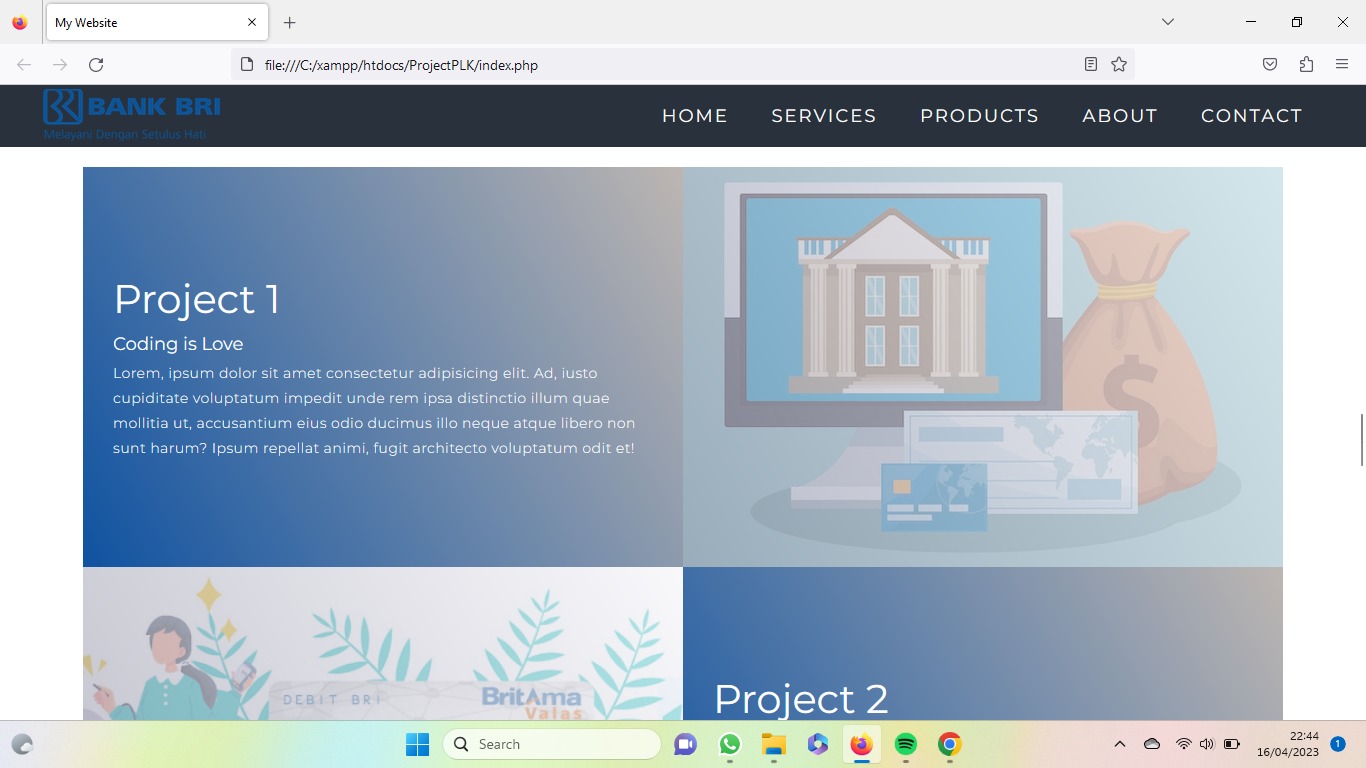 My Website
file:///C:/xampp/htdocs/ProjectPLK/index.php
BANK BRI
Melayani Dengan Setulus Hati
HOME SERVICES PRODUCTS ABOUT CONTACT
Project 1
Coding is Love
Lorem, ipsum dolor sit amet consectetur adipisicing elit. Ad, iusto
cupiditate voluptatum impedit unde rem ipsa distinctio illum quae
mollitia ut, accusantium eius odio ducimus illo neque atque libero non
sunt harum? Ipsum repellat animi, fugit architecto voluptatum odit et!
$
DEBIT BRI
BritAma
Valas
Project 2
Search
22:44
16/04/2023
1